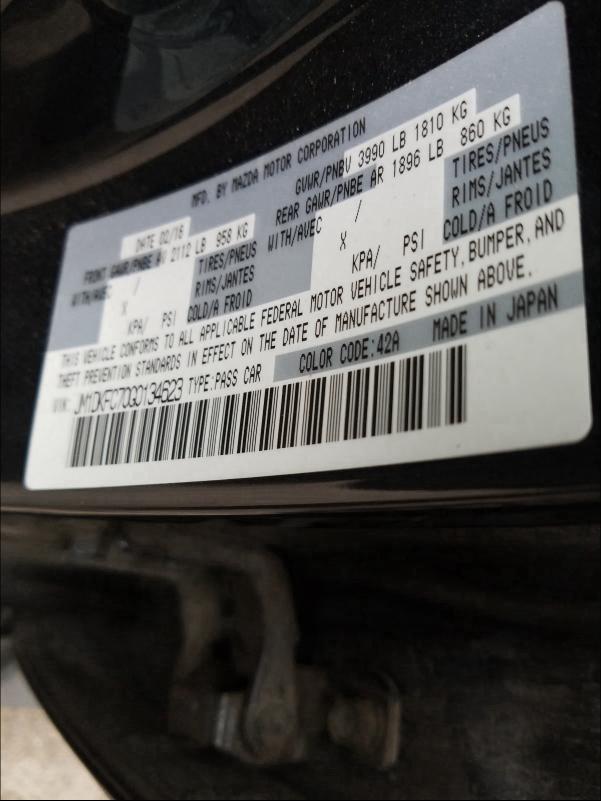 MFD. BY MAZDA MOTOR CORPORATION
DATE 02/16 GVWR/PNBV 3990 LB 1810 KG
FRONT GAWR/PNBE AV 2112 LB 958 KG REAR GAWR/PNBE AR 1896 LB 860 KG
WITH/AVEC / TIRES/PNEUS WITH/AVEC / TIRES/PNEUS
X RIMS/JANTES X RIMS/JANTES
KPA/ PSI COLD/A FROID KPA/ PSI COLD/A FROID
THIS VEHICLE CONFORMS TO ALL APPLICABLE FEDERAL MOTOR VEHICLE SAFETY, BUMPER, AND
THEFT PREVENTION STANDARDS IN EFFECT ON THE DATE OF MANUFACTURE SHOWN ABOVE.
VIN: JM1DKFC70G0134623 TYPE:PASS CAR COLOR CODE:42A MADE IN JAPAN